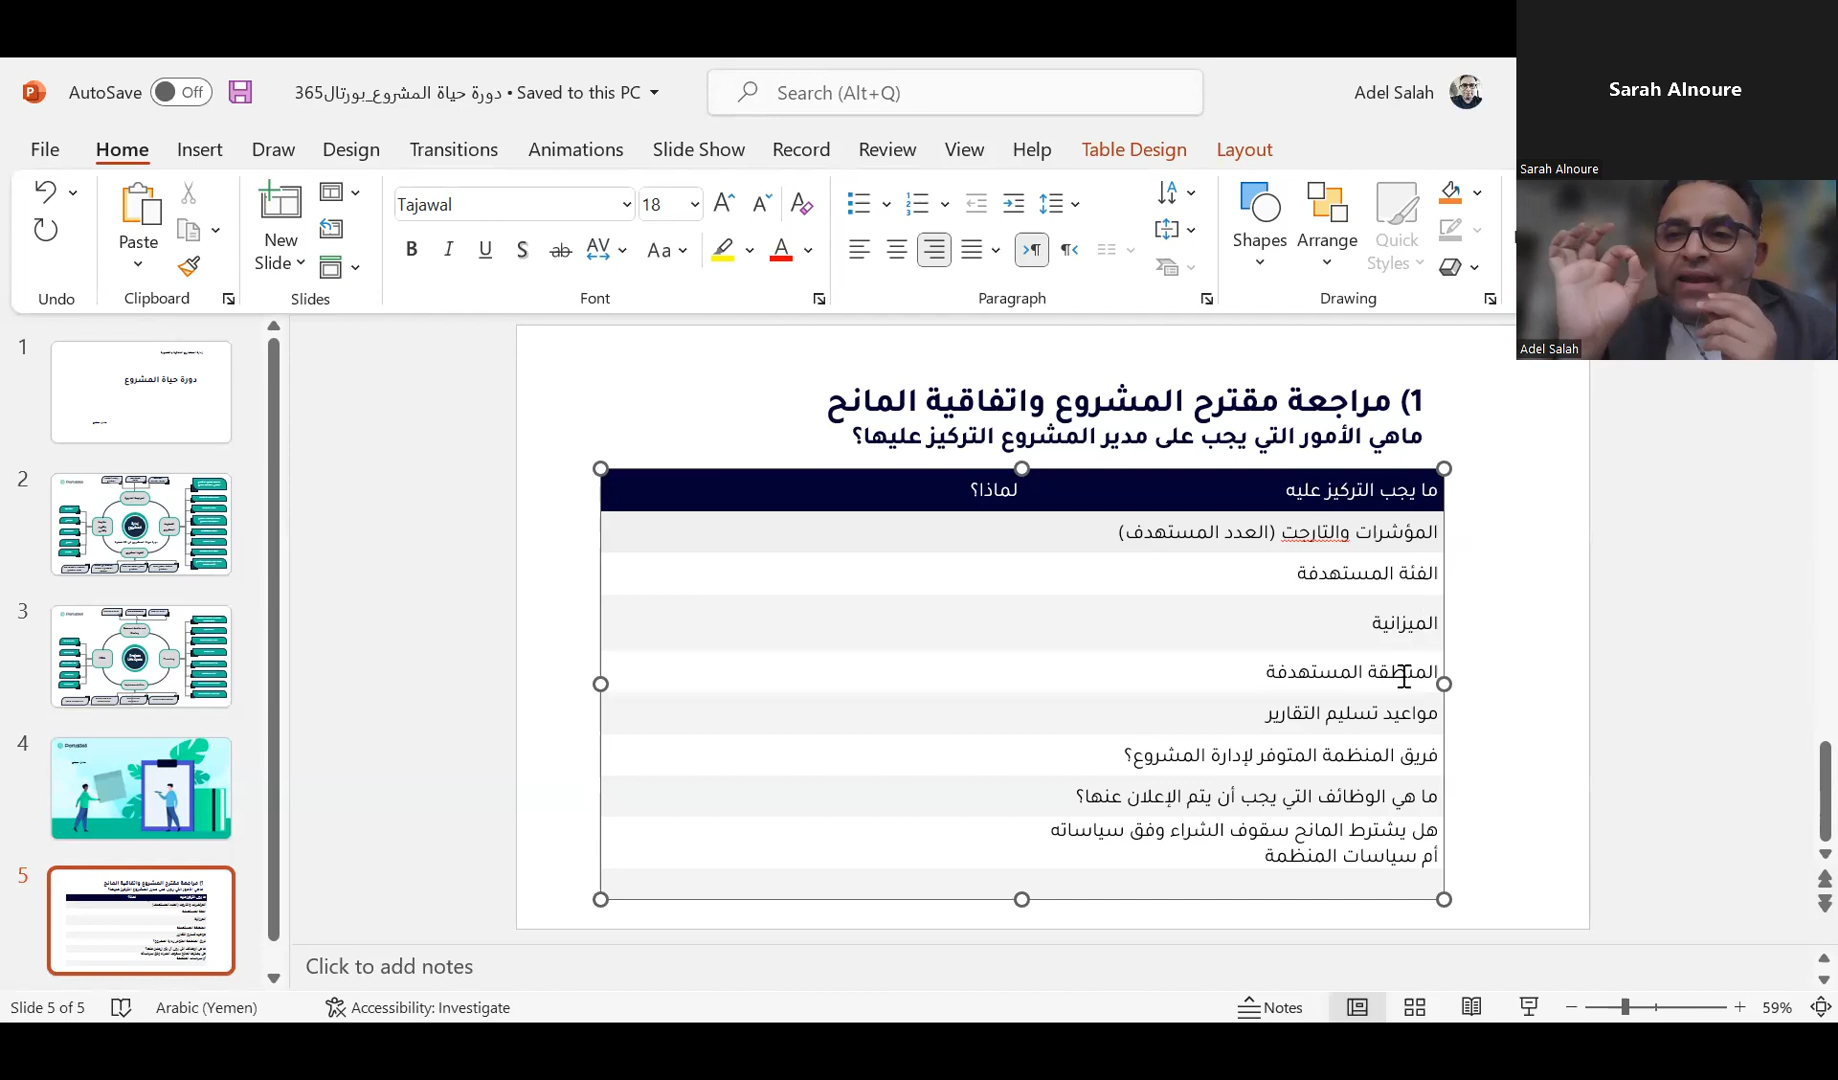 AutoSave Off
دورة حياة المشروع_بورتال365 • Saved to this PC
Search (Alt+Q)
Adel Salah
Sarah Alnoure
Sarah Alnoure
Adel Salah
File Home Insert Draw Design Transitions Animations Slide Show Record Review View Help Table Design Layout
Paste
New Slide
Tajawal 18
Shapes Arrange Quick Styles
Undo Clipboard Slides Font Paragraph Drawing
1
دورة حياة المشروع
2
3
4
5
1) مراجعة مقترح المشروع واتفاقية المانح
ماهي الأمور التي يجب على مدير المشروع التركيز عليها؟
ما يجب التركيز عليه لماذا؟
المؤشرات والتارجت (العدد المستهدف)
الفئة المستهدفة
الميزانية
المنطقة المستهدفة
مواعيد تسليم التقارير
فريق المنظمة المتوفر لإدارة المشروع؟
ما هي الوظائف التي يجب أن يتم الإعلان عنها؟
هل يشترط المانح سقوف الشراء وفق سياساته
أم سياسات المنظمة
Click to add notes
Slide 5 of 5 Arabic (Yemen) Accessibility: Investigate Notes 59%